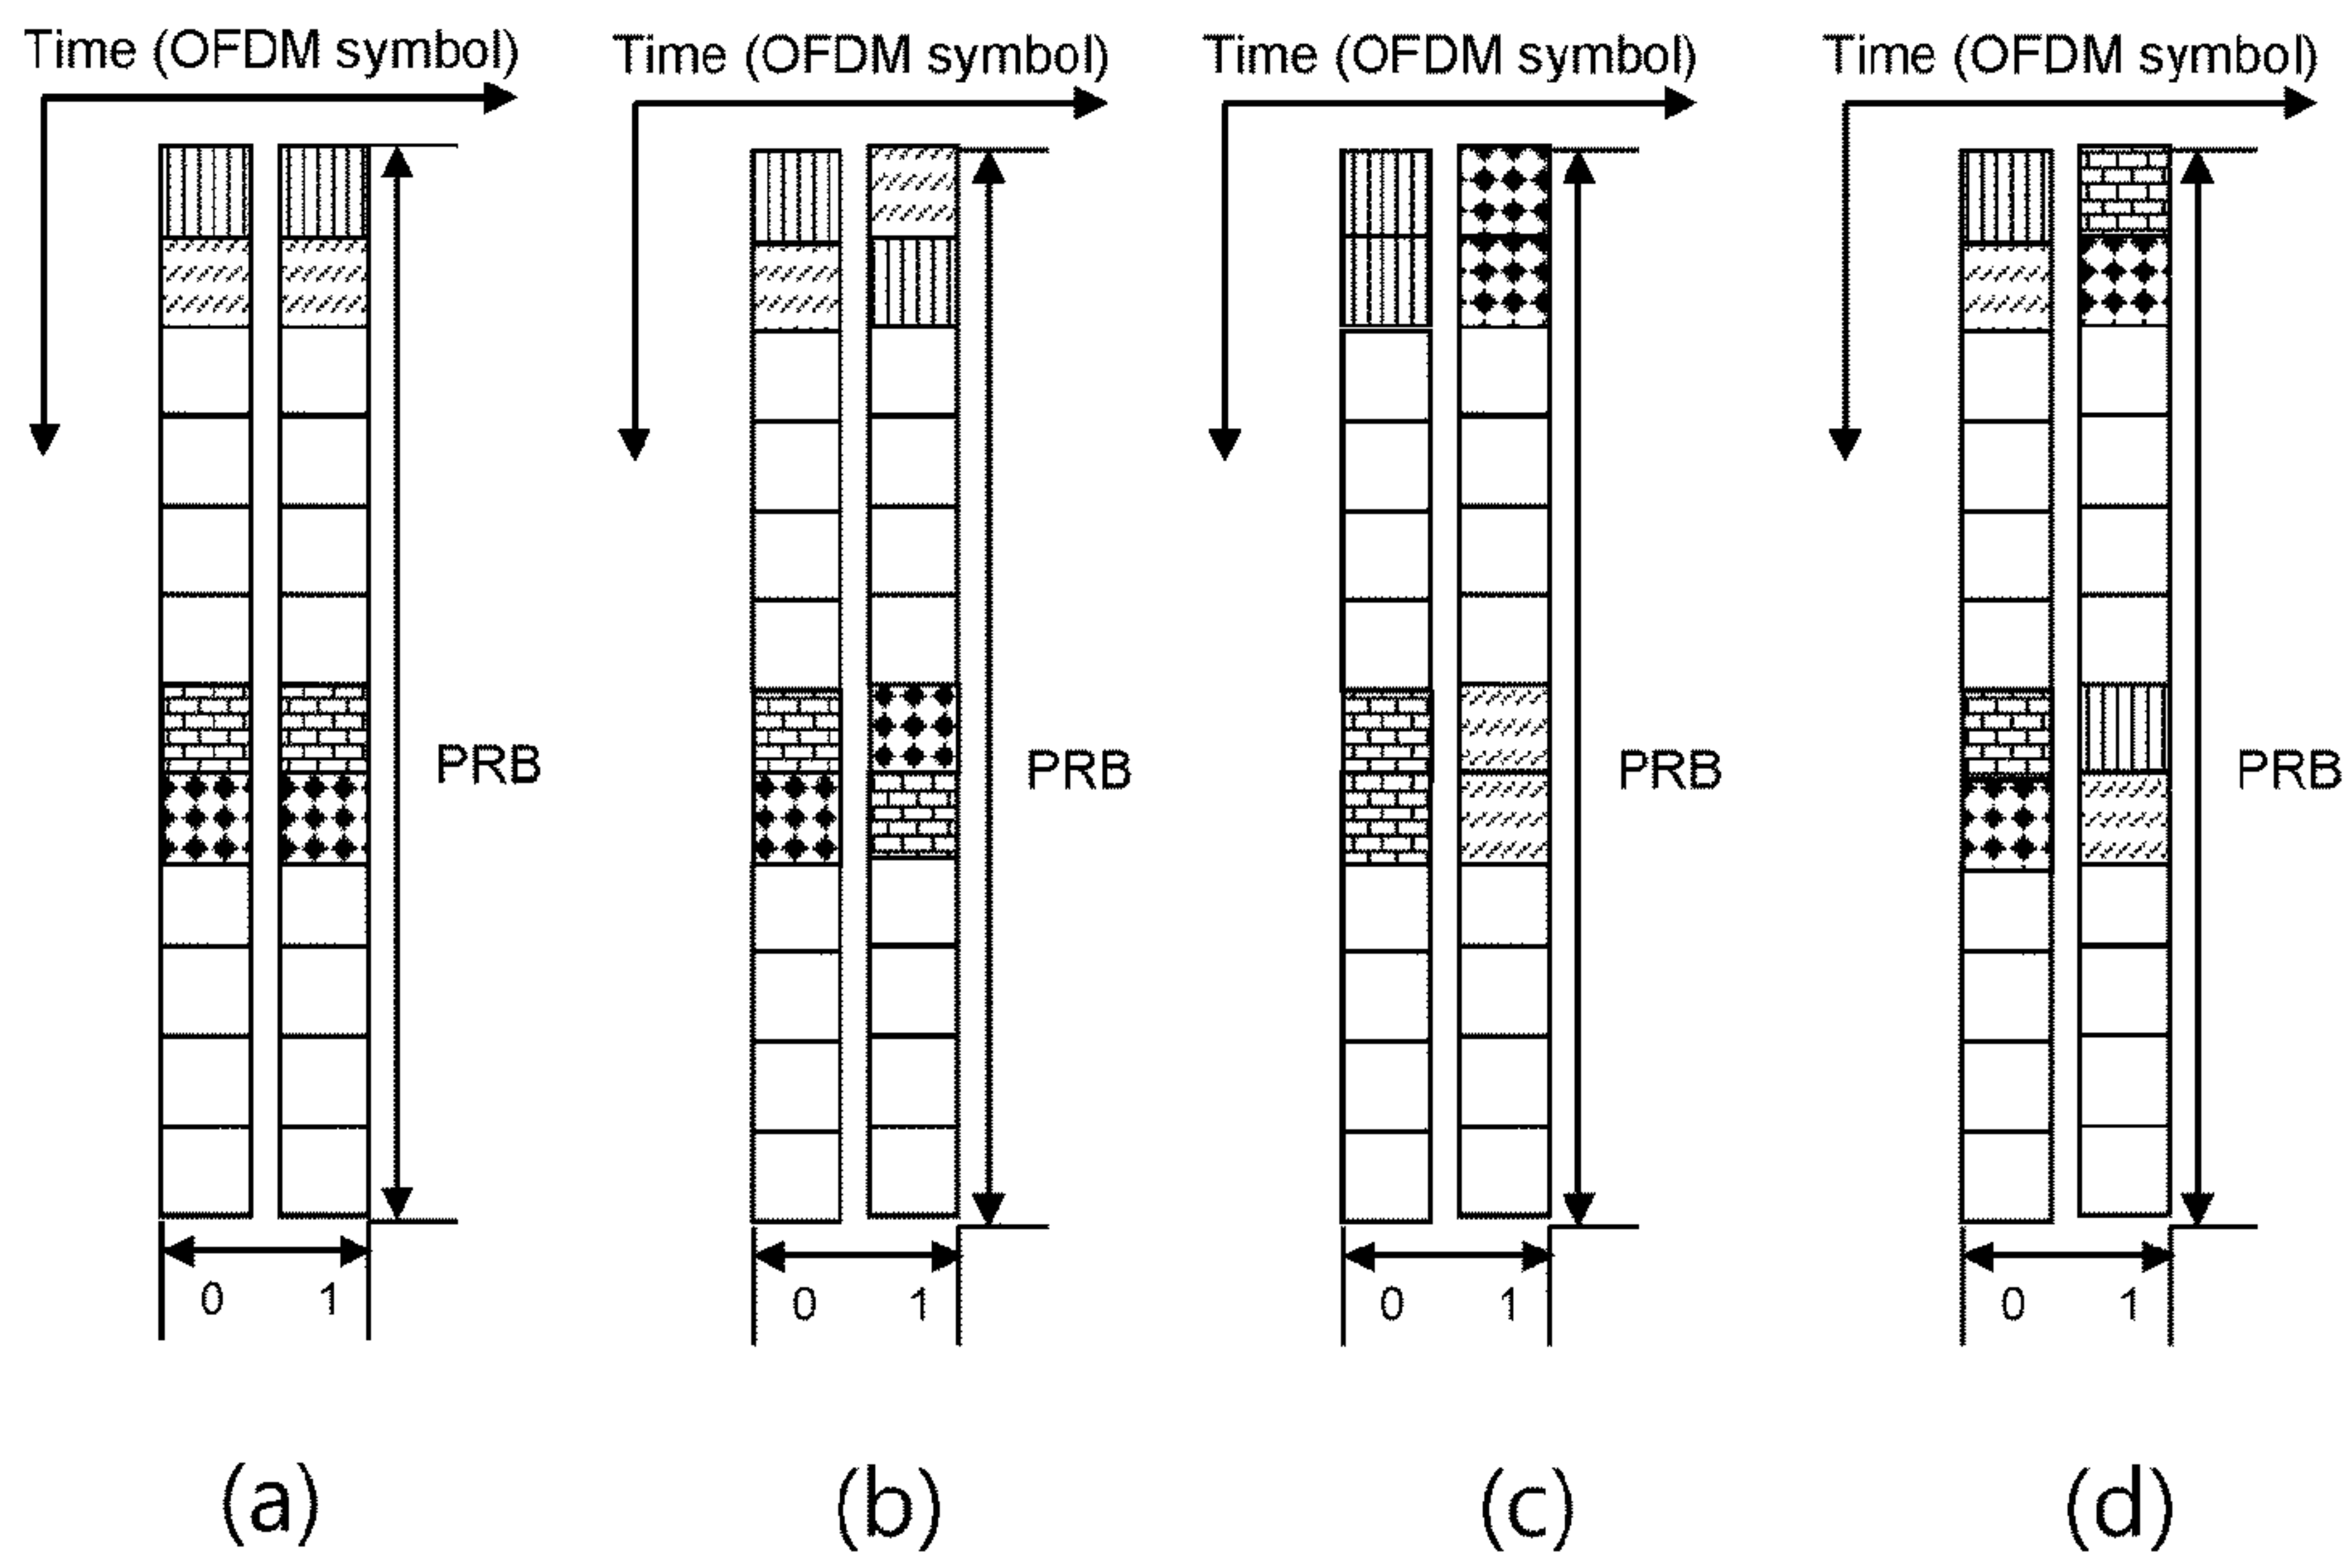 Time (OFDM symbol) Time (OFDM symbol) Time (OFDM symbol) Time (OFDM symbol)
PRB PRB PRB PRB
0 1 0 1 0 1 0 1
(a) (b) (c) (d)